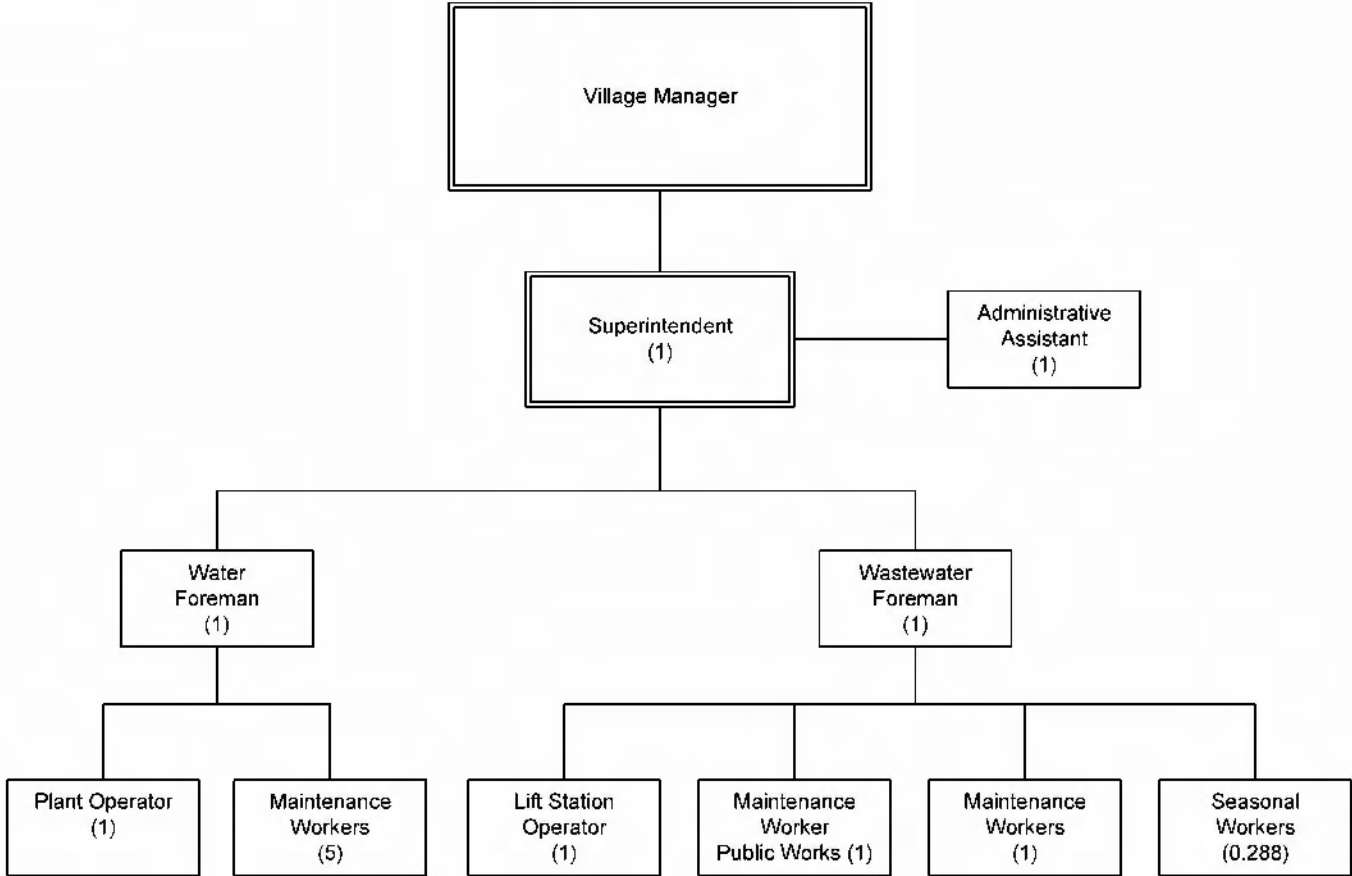 Village Manager
Superintendent
(1)
Administrative
Assistant
(1)
Water
Foreman
(1)
Wastewater
Foreman
(1)
Plant Operator
(1)
Maintenance
Workers
(5)
Lift Station
Operator
(1)
Maintenance
Worker
Public Works (1)
Maintenance
Workers
(1)
Seasonal
Workers
(0.288)